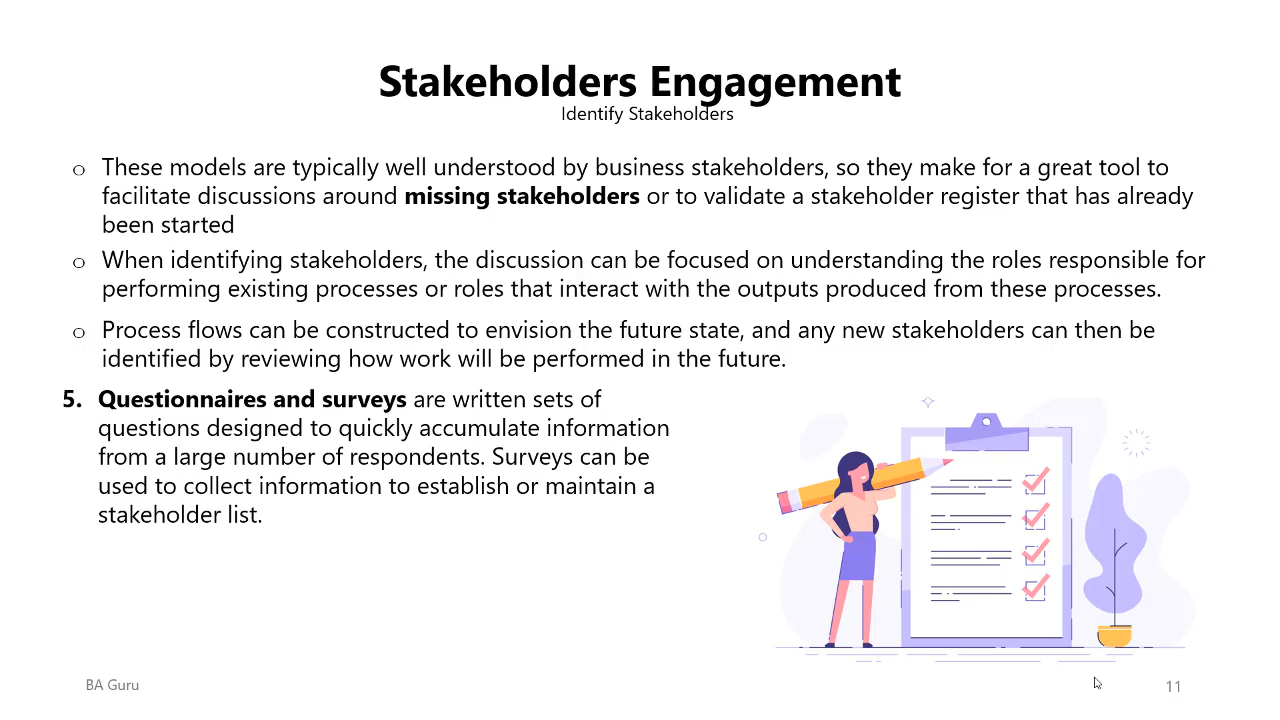 Stakeholders Engagement
Identify Stakeholders
o These models are typically well understood by business stakeholders, so they make for a great tool to
facilitate discussions around missing stakeholders or to validate a stakeholder register that has already
been started
o When identifying stakeholders, the discussion can be focused on understanding the roles responsible for
performing existing processes or roles that interact with the outputs produced from these processes.
o Process flows can be constructed to envision the future state, and any new stakeholders can then be
identified by reviewing how work will be performed in the future.
5. Questionnaires and surveys are written sets of
questions designed to quickly accumulate information
from a large number of respondents. Surveys can be
used to collect information to establish or maintain a
stakeholder list.
BA Guru
11